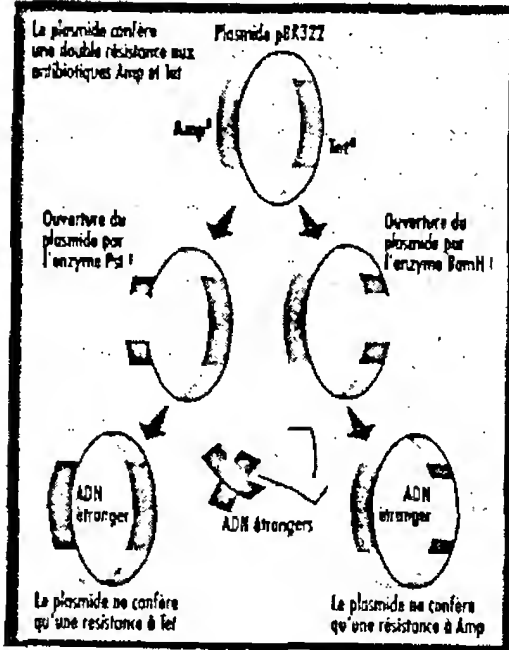 Le plasmide confère
une double résistance aux
antibiotiques Amp et Tet
Plasmide pBR322
Ampᴿ
Tetᴿ
Ouverture du
plasmide par
l'enzyme Pst I
Ouverture du
plasmide par
l'enzyme BamH I
ADN
étranger
ADN étrangers
ADN
étranger
Le plasmide ne confère
qu'une résistance à Tet
Le plasmide ne confère
qu'une résistance à Amp